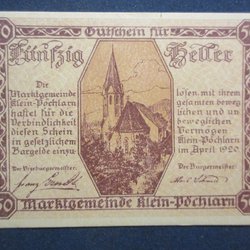 50 Gutschein für 50
Fünfzig Heller
Die
Marktgemeinde
Klein-Pöchlarn
haftet für die
Verbindlichkeit
diesen Schein
in gesetzlichem
Bargelde einzu-
lösen mit ihrem
gesamten beweg-
lichen und un-
beweglichen
Vermögen
Klein-Pöchlarn
im April 1920
Der Bürgermeister:
50 Marktgemeinde Klein-Pöchlarn 50